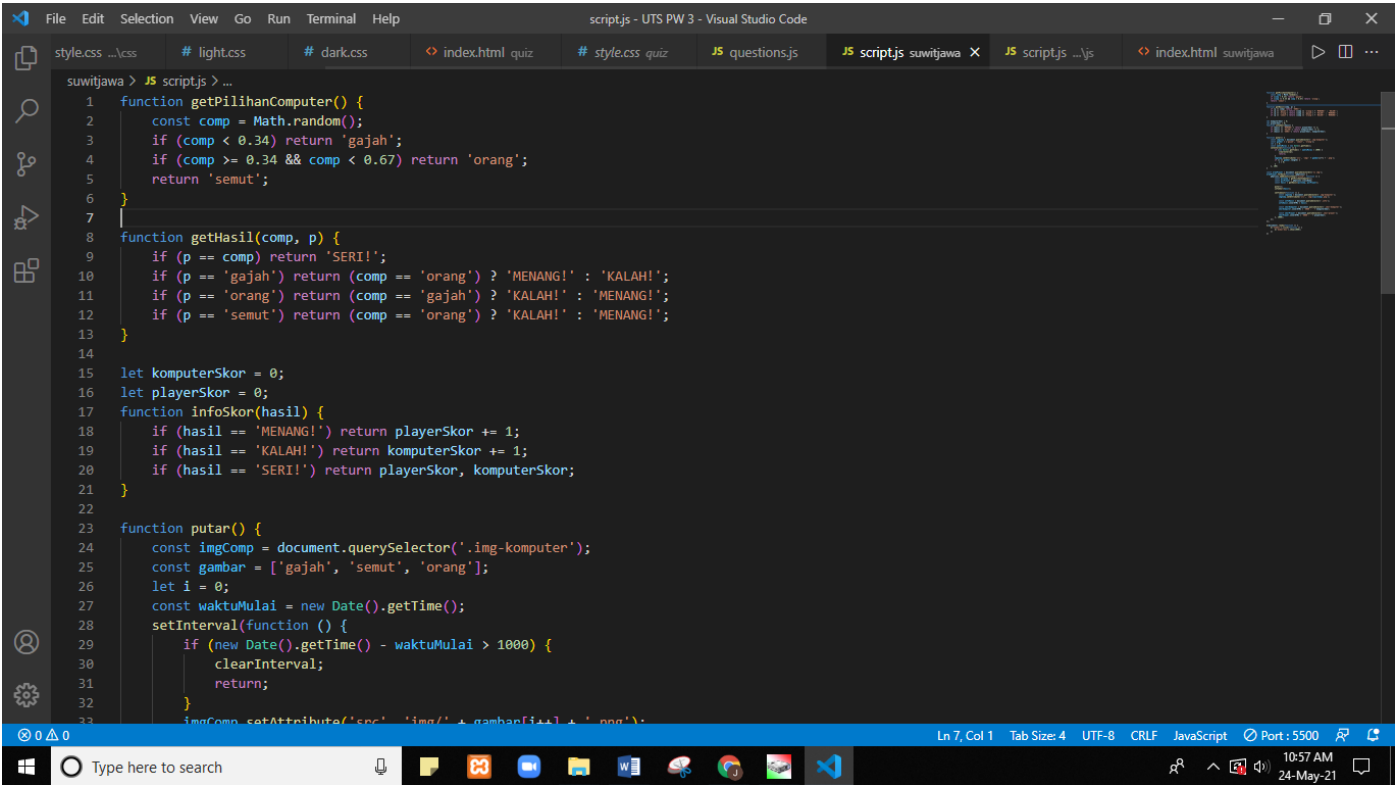 File Edit Selection View Go Run Terminal Help script.js - UTS PW 3 - Visual Studio Code
style.css ...\css # light.css # dark.css <> index.html quiz # style.css quiz JS questions.js JS script.js suwitjawa JS script.js ...\js <> index.html suwitjawa
suwitjawa > JS script.js > ...
1 function getPilihanComputer() {
2     const comp = Math.random();
3     if (comp < 0.34) return 'gajah';
4     if (comp >= 0.34 && comp < 0.67) return 'orang';
5     return 'semut';
6 }
7
8 function getHasil(comp, p) {
9     if (p == comp) return 'SERI!';
10     if (p == 'gajah') return (comp == 'orang') ? 'MENANG!' : 'KALAH!';
11     if (p == 'orang') return (comp == 'gajah') ? 'KALAH!' : 'MENANG!';
12     if (p == 'semut') return (comp == 'orang') ? 'KALAH!' : 'MENANG!';
13 }
14
15 let komputerSkor = 0;
16 let playerSkor = 0;
17 function infoSkor(hasil) {
18     if (hasil == 'MENANG!') return playerSkor += 1;
19     if (hasil == 'KALAH!') return komputerSkor += 1;
20     if (hasil == 'SERI!') return playerSkor, komputerSkor;
21 }
22
23 function putar() {
24     const imgComp = document.querySelector('.img-komputer');
25     const gambar = ['gajah', 'semut', 'orang'];
26     let i = 0;
27     const waktuMulai = new Date().getTime();
28     setInterval(function () {
29         if (new Date().getTime() - waktuMulai > 1000) {
30             clearInterval;
31             return;
32         }
33         imgComp.setAttribute('src', 'img/' + gambar[i++] + '.png');
0 0 Ln 7, Col 1 Tab Size: 4 UTF-8 CRLF JavaScript Port : 5500
Type here to search 10:57 AM
24-May-21